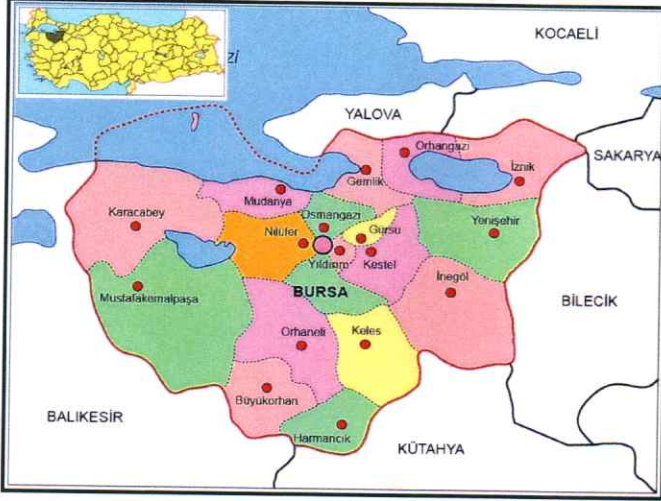 zi
KOCAELİ
YALOVA
SAKARYA
Orhangazi
Gemlik
İznik
Mudanya
Karacabey
Osmangazi
Gürsu
Yenişehir
Nilüfer
Yıldırım
Kestel
İnegöl
Mustafakemalpaşa
BURSA
BİLECİK
Orhaneli
Keles
Büyükorhan
BALIKESİR
Harmancık
KÜTAHYA